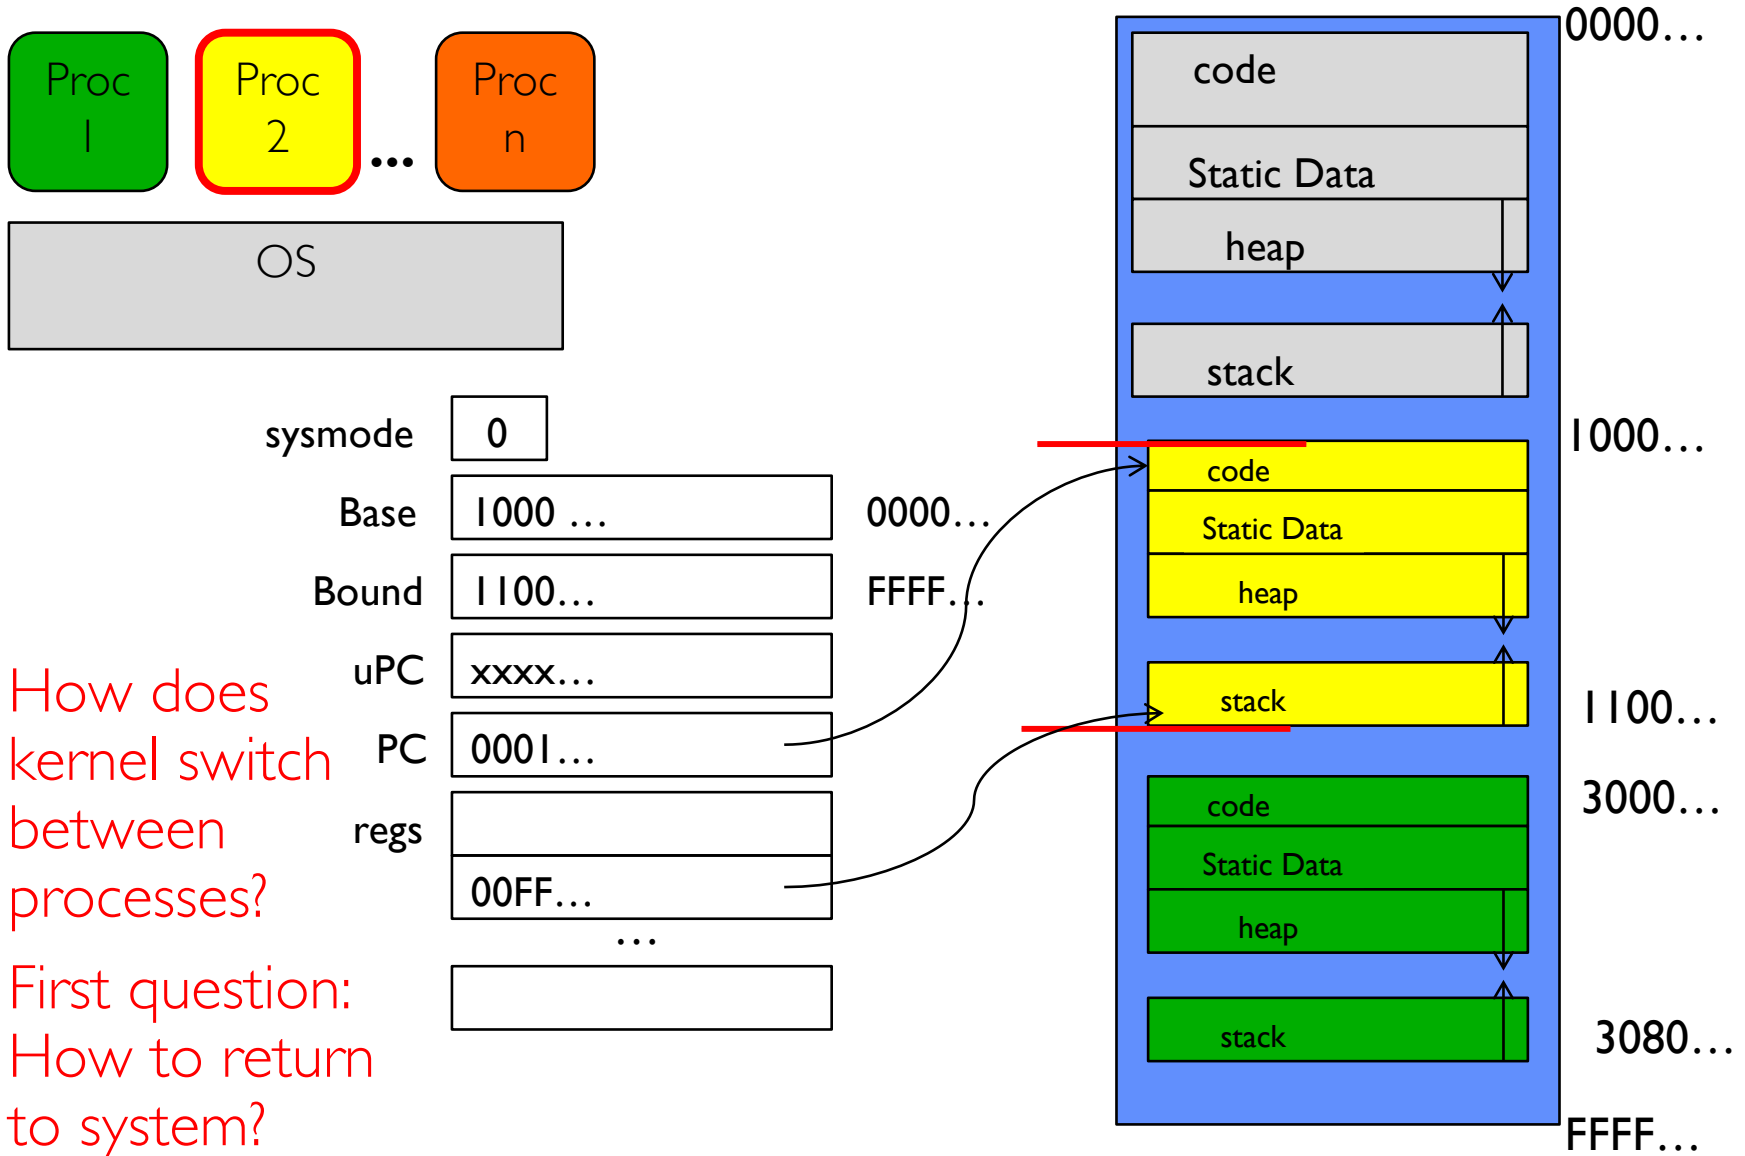 Proc
1
Proc
2
...
Proc
n
OS
sysmode
0
Base
1000 …
0000…
Bound
1100…
FFFF…
uPC
xxxx…
PC
0001…
regs
00FF…
…
How does
kernel switch
between
processes?
First question:
How to return
to system?
code
Static Data
heap
stack
code
Static Data
heap
stack
code
Static Data
heap
stack
0000…
1000…
1100…
3000…
3080…
FFFF…